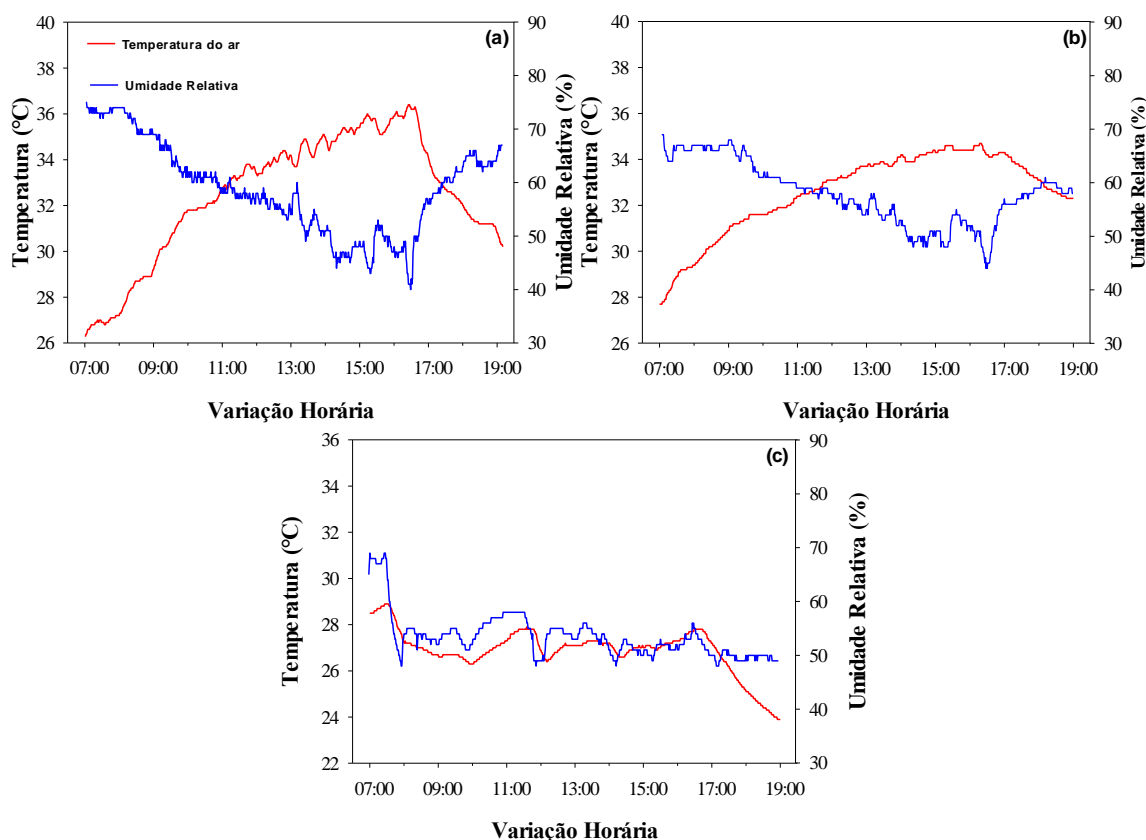 (a)
Temperatura do ar
Umidade Relativa
Temperatura (°C)
40
38
36
34
32
30
28
26
90
80
70
60
50
40
30
Umidade Relativa (%)
07:00 09:00 11:00 13:00 15:00 17:00 19:00
Variação Horária
(b)
Temperatura (°C)
40
38
36
34
32
30
28
26
90
80
70
60
50
40
30
Umidade Relativa (%)
07:00 09:00 11:00 13:00 15:00 17:00 19:00
Variação Horária
(c)
Temperatura (°C)
36
34
32
30
28
26
24
22
90
80
70
60
50
40
30
Umidade Relativa (%)
07:00 09:00 11:00 13:00 15:00 17:00 19:00
Variação Horária